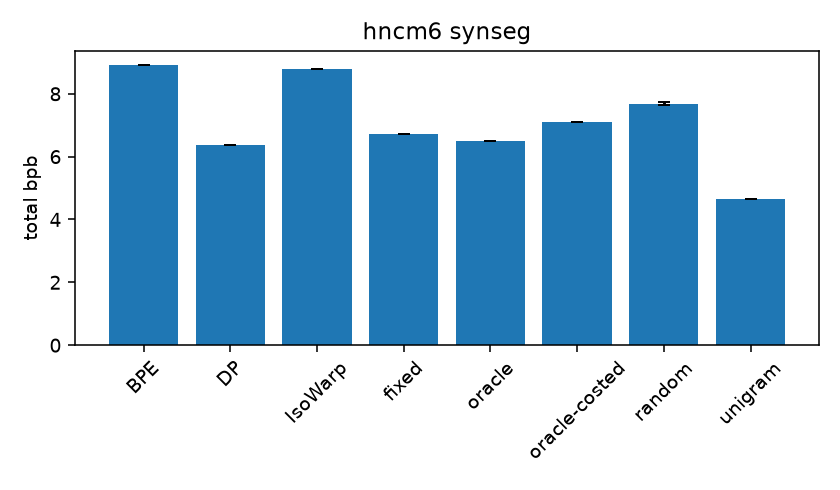 hncm6 synseg
total bpb
8
6
4
2
0
BPE
DP
IsoWarp
fixed
oracle
oracle-costed
random
unigram